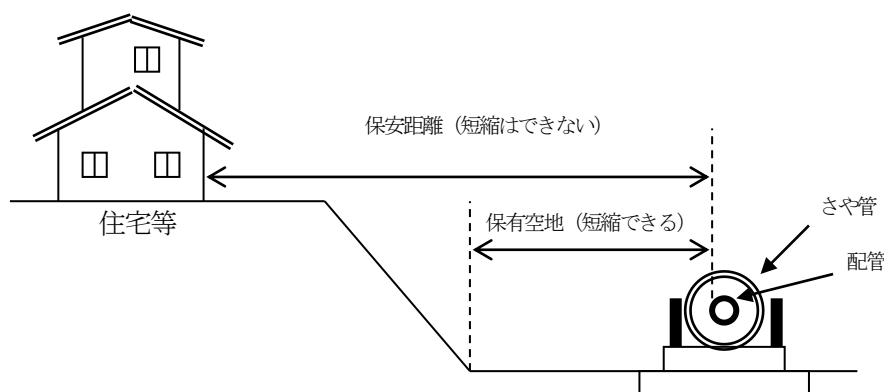 保安距離（短縮はできない）
さや管
住宅等
保有空地（短縮できる）
配管